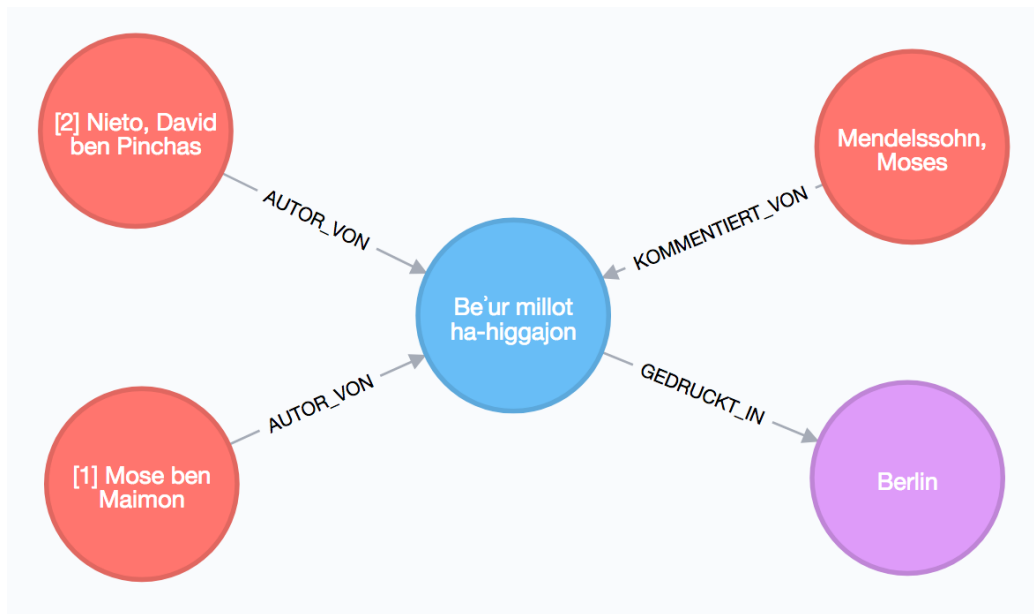 [2] Nieto, David
ben Pinchas
Mendelssohn,
Moses
AUTOR_VON
KOMMENTIERT_VON
Be’ur millot
ha-higgajon
AUTOR_VON
GEDRUCKT_IN
[1] Mose ben
Maimon
Berlin